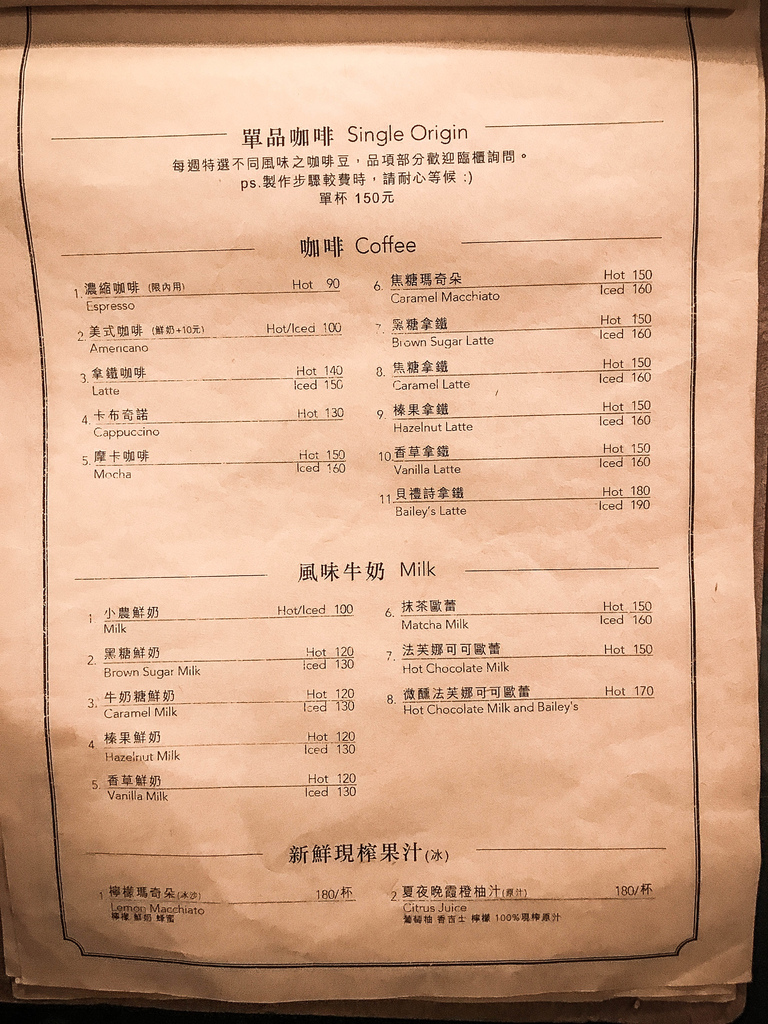 單品咖啡 Single Origin
每週特選不同風味之咖啡豆，品項部分歡迎臨櫃詢問。
ps.製作步驟較費時，請耐心等候 :)
單杯 150元
咖啡 Coffee
1. 濃縮咖啡 (限內用) Hot 90
Espresso
2. 美式咖啡 (鮮奶+10元) Hot/Iced 100
Americano
3. 拿鐵咖啡 Hot 140
Latte Iced 150
4. 卡布奇諾 Hot 130
Cappuccino
5. 摩卡咖啡 Hot 150
Mocha Iced 160
6. 焦糖瑪奇朵 Hot 150
Caramel Macchiato Iced 160
7. 黑糖拿鐵 Hot 150
Brown Sugar Latte Iced 160
8. 焦糖拿鐵 Hot 150
Caramel Latte Iced 160
9. 榛果拿鐵 Hot 150
Hazelnut Latte Iced 160
10. 香草拿鐵 Hot 150
Vanilla Latte Iced 160
11. 貝禮詩拿鐵 Hot 180
Bailey's Latte Iced 190
風味牛奶 Milk
1. 小農鮮奶 Hot/Iced 100
Milk
2. 黑糖鮮奶 Hot 120
Brown Sugar Milk Iced 130
3. 牛奶糖鮮奶 Hot 120
Caramel Milk Iced 130
4. 榛果鮮奶 Hot 120
Hazelnut Milk Iced 130
5. 香草鮮奶 Hot 120
Vanilla Milk Iced 130
6. 抹茶歐蕾 Hot 150
Matcha Milk Iced 160
7. 法芙娜可可歐蕾 Hot 150
Hot Chocolate Milk
8. 微醺法芙娜可可歐蕾 Hot 170
Hot Chocolate Milk and Bailey's
新鮮現榨果汁(冰)
1. 檸檬瑪奇朵(冰沙) 180/杯
Lemon Macchiato
檸檬 鮮奶 蜂蜜
2. 夏夜晚霞橙柚汁(原汁) 180/杯
Citrus Juice
葡萄柚 香吉士 檸檬 100%現榨原汁